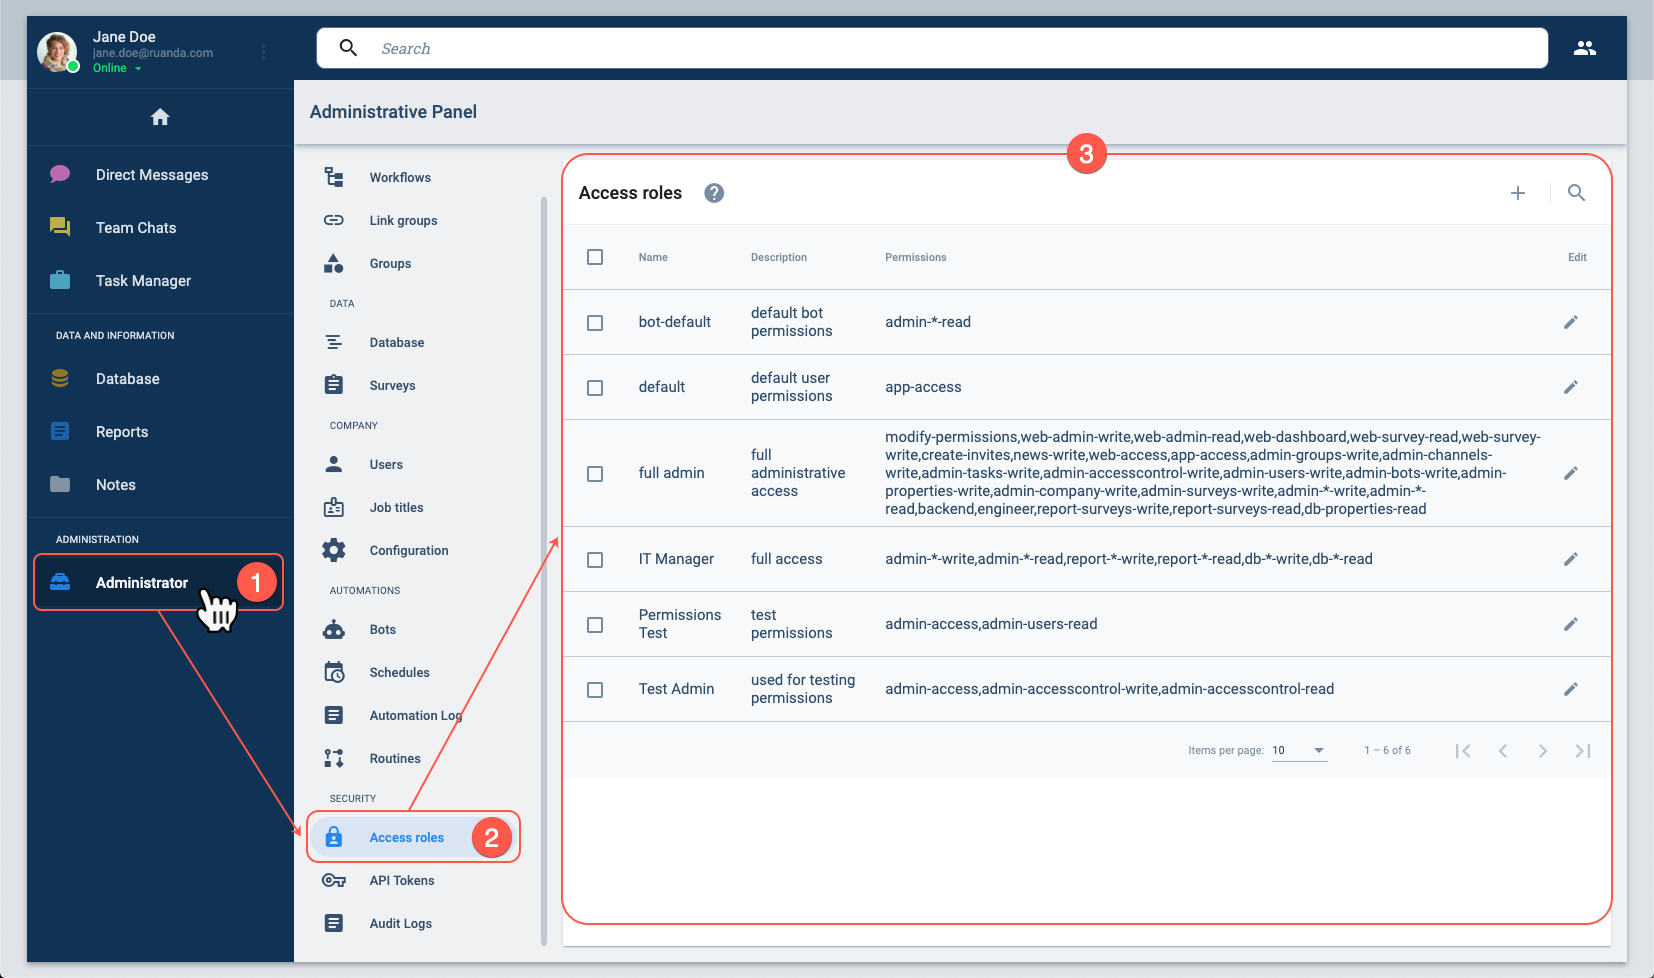 Jane Doe
jane.doe@ruanda.com
Online
Search
Direct Messages
Team Chats
Task Manager
DATA AND INFORMATION
Database
Reports
Notes
ADMINISTRATION
Administrator
1
Administrative Panel
Workflows
Link groups
Groups
DATA
Database
Surveys
COMPANY
Users
Job titles
Configuration
AUTOMATIONS
Bots
Schedules
Automation Log
Routines
SECURITY
Access roles
2
API Tokens
Audit Logs
3
Access roles ?
Name Description Permissions Edit
bot-default
default bot
permissions
admin-*-read
default
default user
permissions
app-access
full admin
full
administrative
access
modify-permissions,web-admin-write,web-admin-read,web-dashboard,web-survey-read,web-survey-
write,create-invites,news-write,web-access,app-access,admin-groups-write,admin-channels-
write,admin-tasks-write,admin-accesscontrol-write,admin-users-write,admin-bots-write,admin-
properties-write,admin-company-write,admin-surveys-write,admin-*-write,admin-*-
read,backend,engineer,report-surveys-write,report-surveys-read,db-properties-read
IT Manager
full access
admin-*-write,admin-*-read,report-*-write,report-*-read,db-*-write,db-*-read
Permissions
Test
test
permissions
admin-access,admin-users-read
Test Admin
used for testing
permissions
admin-access,admin-accesscontrol-write,admin-accesscontrol-read
Items per page: 10 1 – 6 of 6